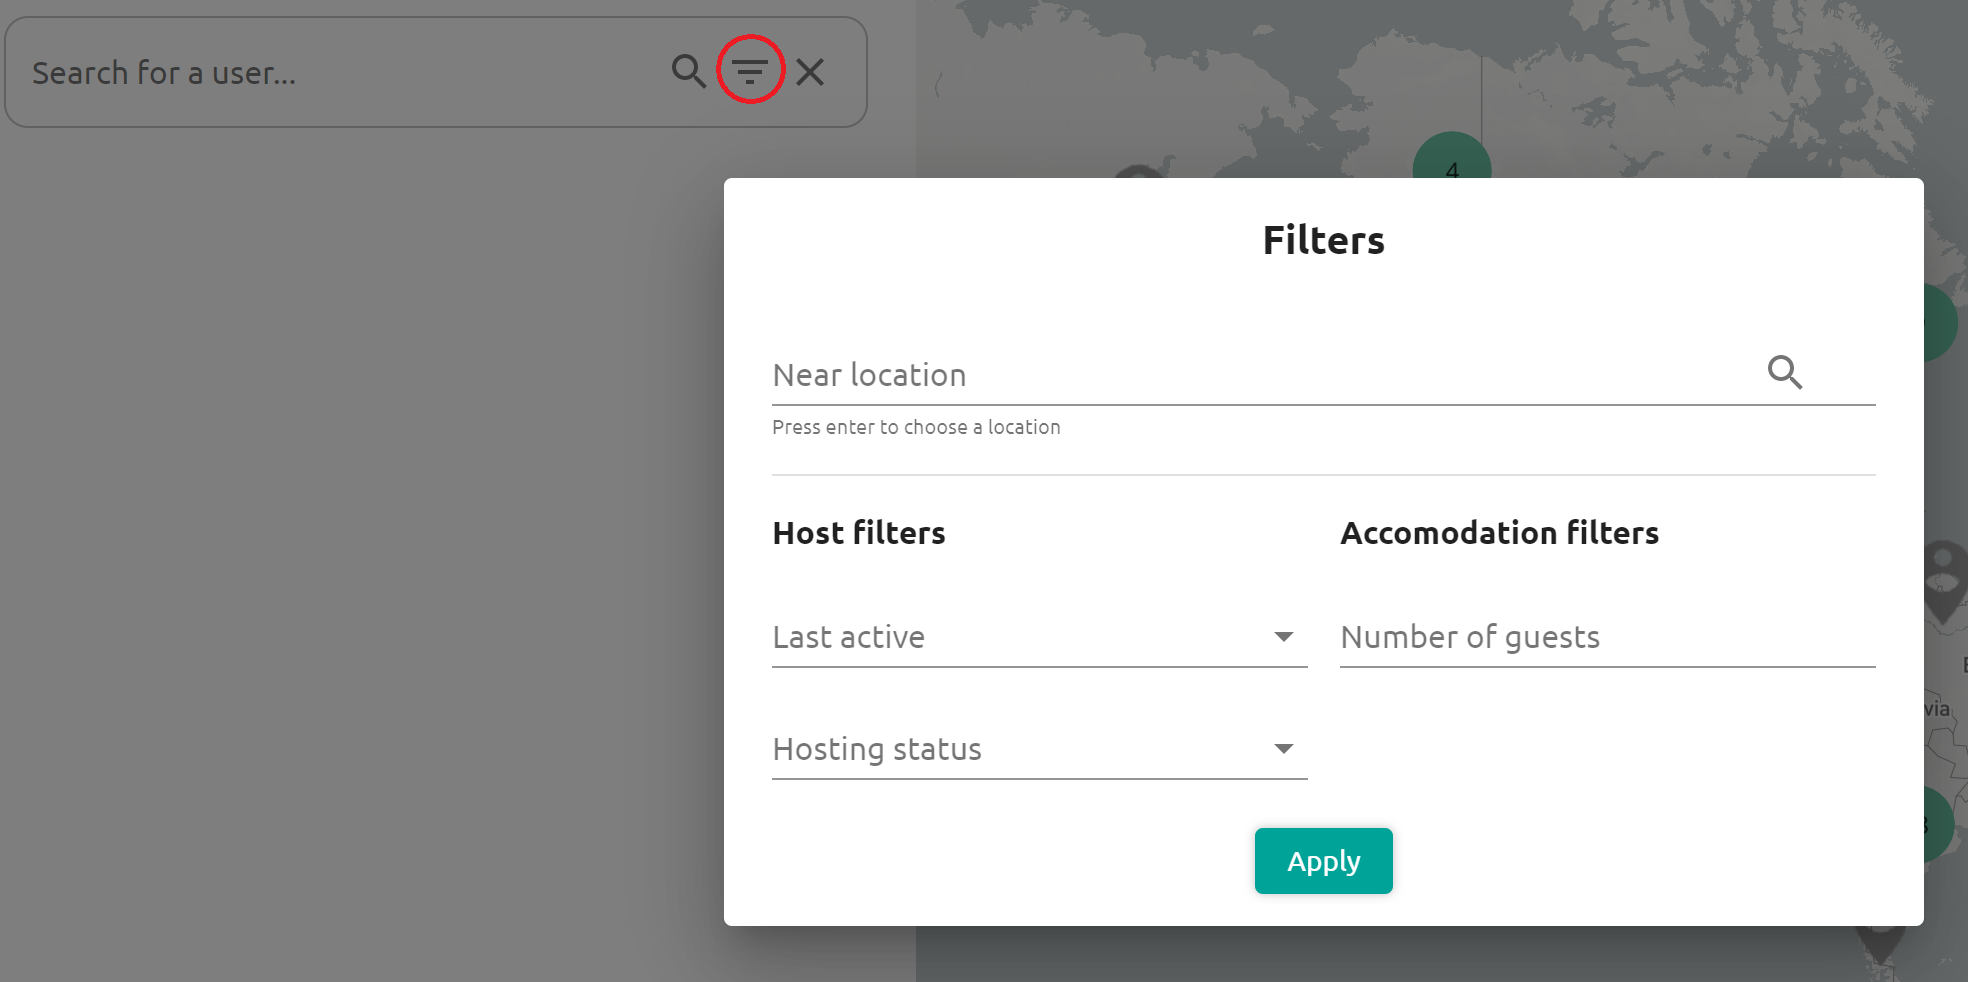 Search for a user...
4
Filters
Near location
Press enter to choose a location
Host filters
Accomodation filters
Last active
Number of guests
Hosting status
via
Apply